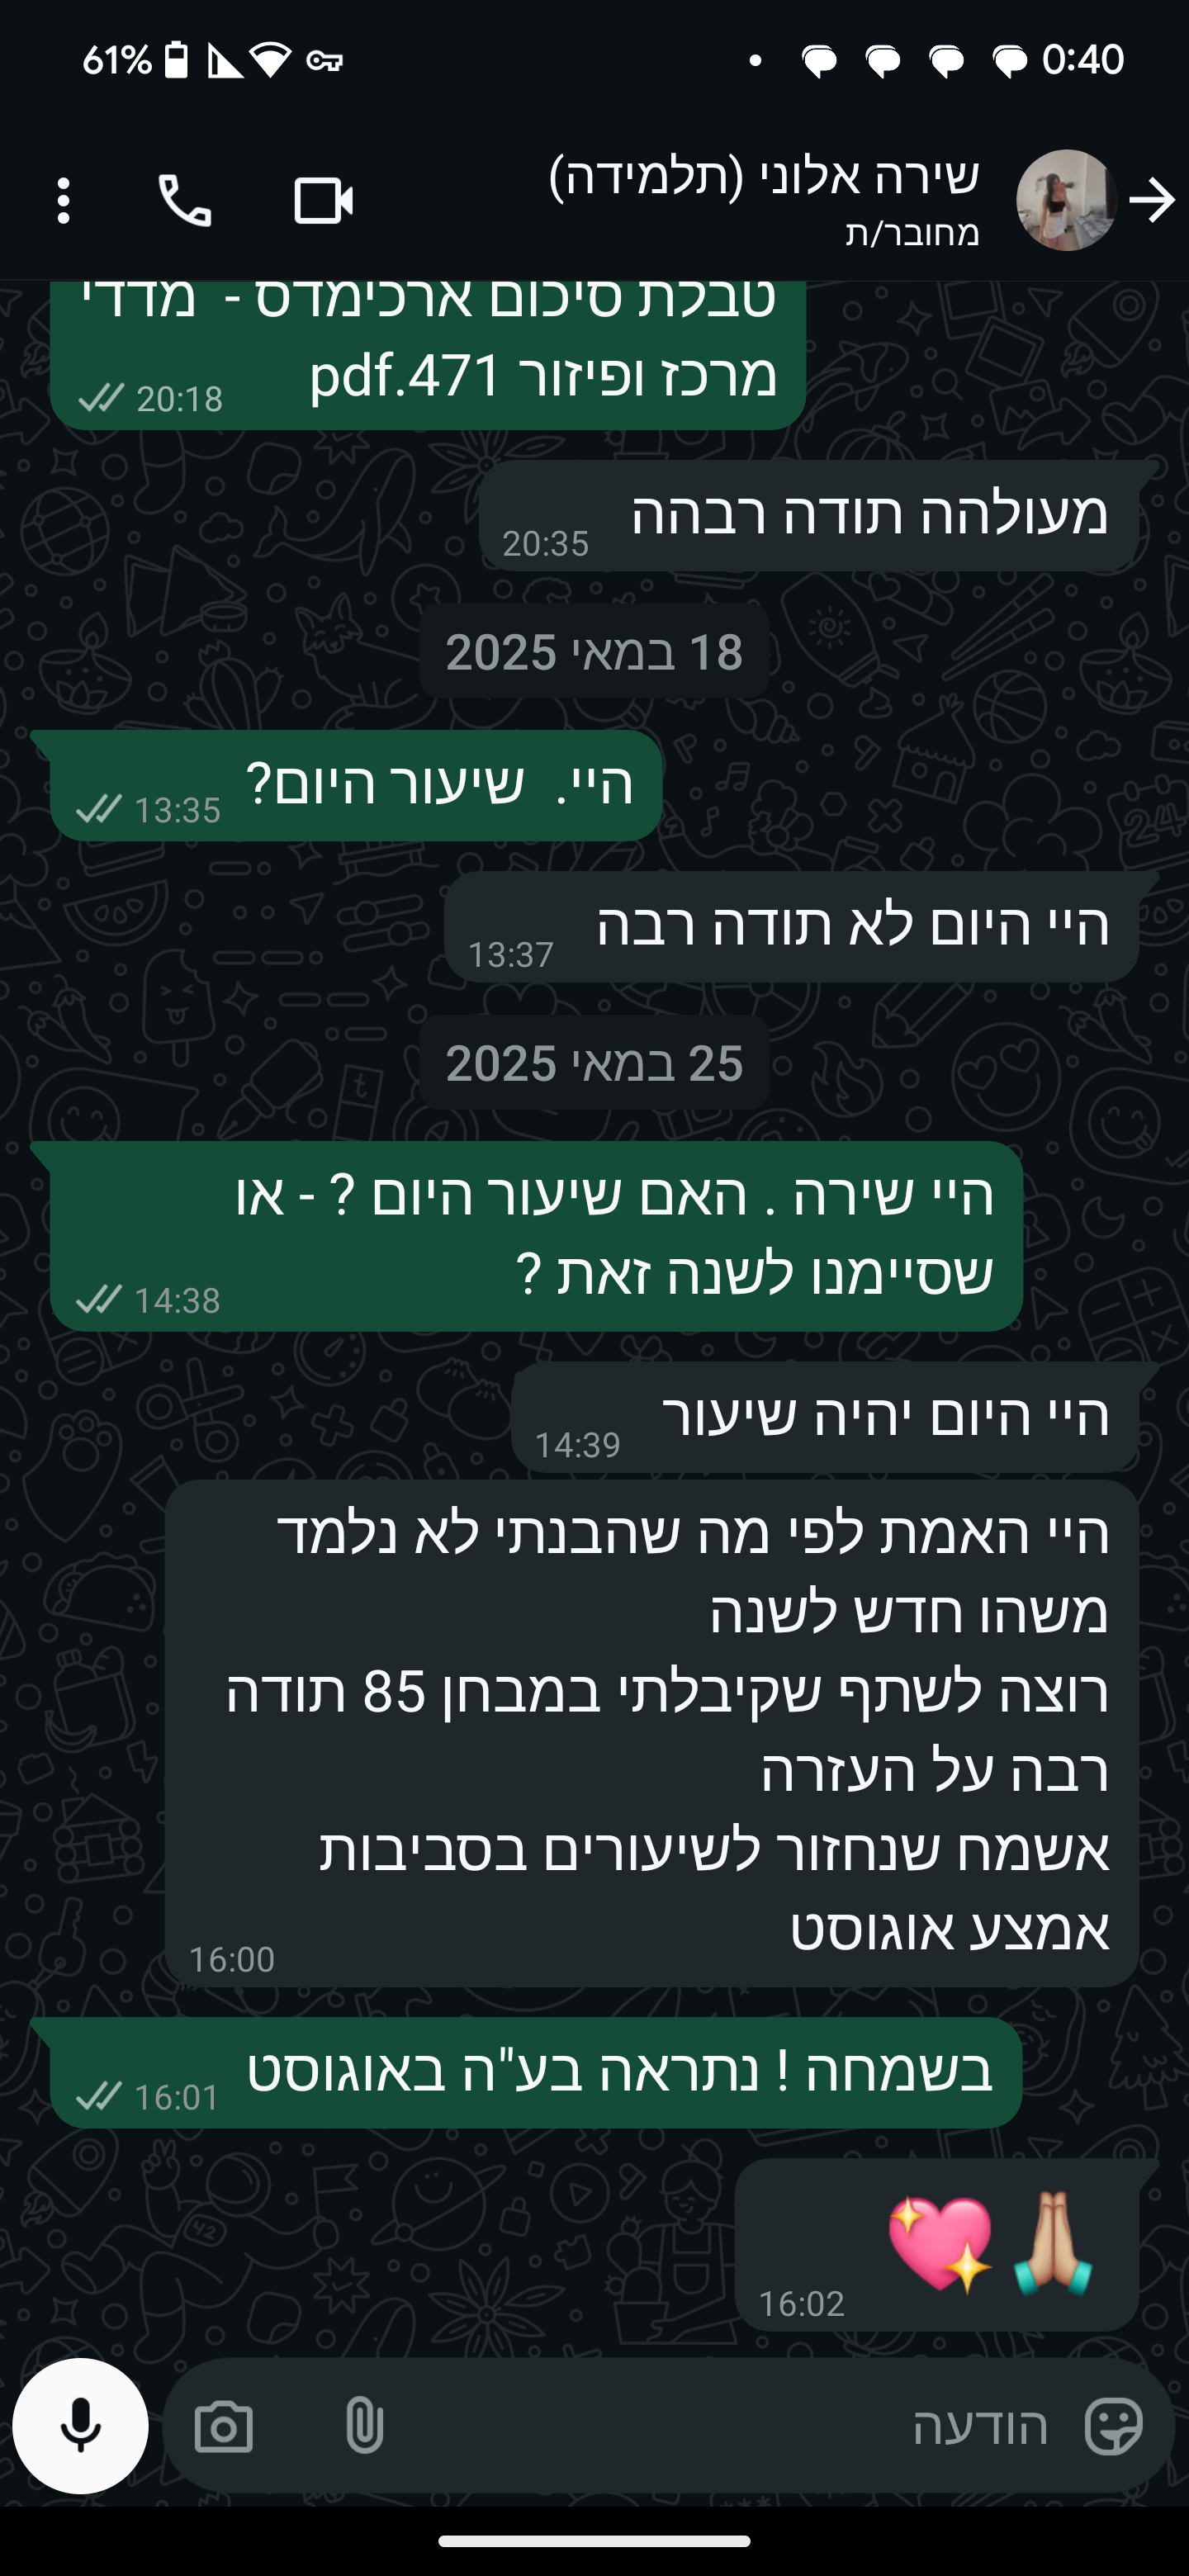 61%
0:40
שירה אלוני (תלמידה)
מחובר/ת
טבלת סיכום ארכימדס - מדדי
מרכז ופיזור 471.pdf
20:18
מעולהה תודה רבהה
20:35
18 במאי 2025
היי. שיעור היום?
13:35
היי היום לא תודה רבה
13:37
25 במאי 2025
היי שירה . האם שיעור היום ? - או
שסיימנו לשנה זאת ?
14:38
היי היום יהיה שיעור
14:39
היי האמת לפי מה שהבנתי לא נלמד
משהו חדש לשנה
רוצה לשתף שקיבלתי במבחן 85 תודה
רבה על העזרה
אשמח שנחזור לשיעורים בסביבות
אמצע אוגוסט
16:00
בשמחה ! נתראה בע"ה באוגוסט
16:01
🙏🏼💖
16:02
הודעה